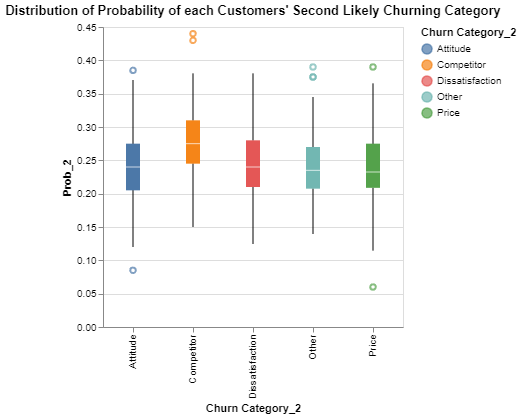 Distribution of Probability of each Customers' Second Likely Churning Category
Churn Category_2
Attitude
Competitor
Dissatisfaction
Other
Price
0.45
0.40
0.35
0.30
0.25
0.20
0.15
0.10
0.05
0.00
Prob_2
Attitude
Competitor
Dissatisfaction
Other
Price
Churn Category_2